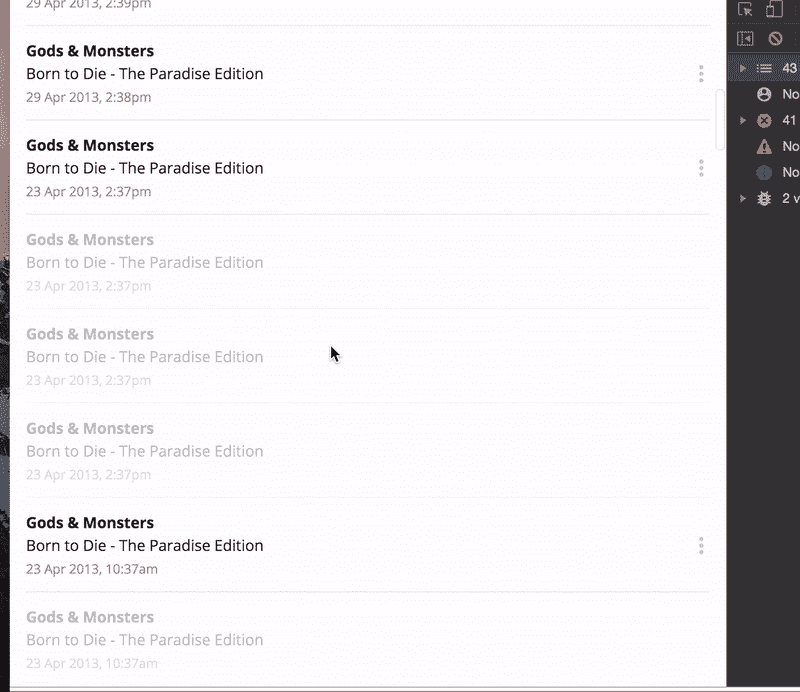 29 Apr 2013, 2:39pm
Gods & Monsters
Born to Die - The Paradise Edition
29 Apr 2013, 2:38pm
Gods & Monsters
Born to Die - The Paradise Edition
23 Apr 2013, 2:37pm
Gods & Monsters
Born to Die - The Paradise Edition
23 Apr 2013, 2:37pm
Gods & Monsters
Born to Die - The Paradise Edition
23 Apr 2013, 2:37pm
Gods & Monsters
Born to Die - The Paradise Edition
23 Apr 2013, 2:37pm
Gods & Monsters
Born to Die - The Paradise Edition
23 Apr 2013, 10:37am
Gods & Monsters
Born to Die - The Paradise Edition
23 Apr 2013, 10:37am
43
No
41
No
No
2 v